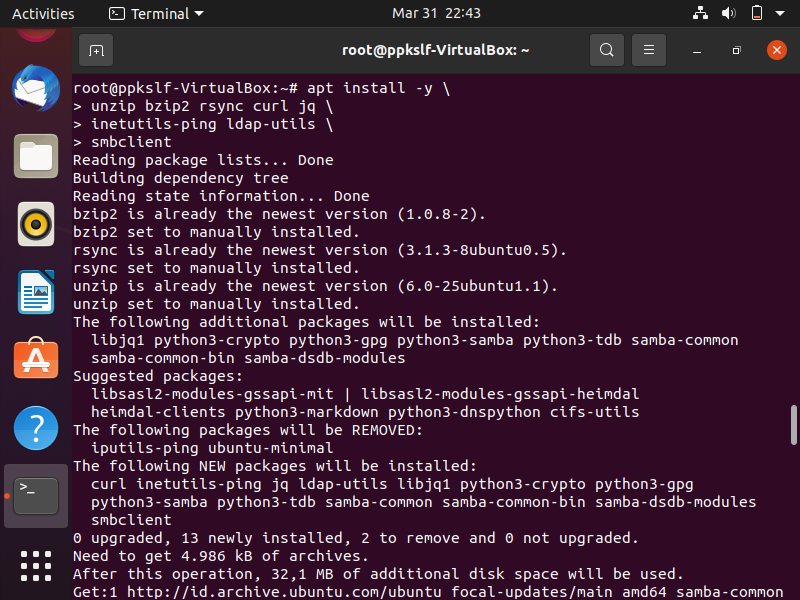 Activities Terminal Mar 31 22:43
root@ppkslf-VirtualBox: ~
root@ppkslf-VirtualBox:~# apt install -y \
> unzip bzip2 rsync curl jq \
> inetutils-ping ldap-utils \
> smbclient
Reading package lists... Done
Building dependency tree
Reading state information... Done
bzip2 is already the newest version (1.0.8-2).
bzip2 set to manually installed.
rsync is already the newest version (3.1.3-8ubuntu0.5).
rsync set to manually installed.
unzip is already the newest version (6.0-25ubuntu1.1).
unzip set to manually installed.
The following additional packages will be installed:
  libjq1 python3-crypto python3-gpg python3-samba python3-tdb samba-common
  samba-common-bin samba-dsdb-modules
Suggested packages:
  libsasl2-modules-gssapi-mit | libsasl2-modules-gssapi-heimdal
  heimdal-clients python3-markdown python3-dnspython cifs-utils
The following packages will be REMOVED:
  iputils-ping ubuntu-minimal
The following NEW packages will be installed:
  curl inetutils-ping jq ldap-utils libjq1 python3-crypto python3-gpg
  python3-samba python3-tdb samba-common samba-common-bin samba-dsdb-modules
  smbclient
0 upgraded, 13 newly installed, 2 to remove and 0 not upgraded.
Need to get 4.986 kB of archives.
After this operation, 32,1 MB of additional disk space will be used.
Get:1 http://id.archive.ubuntu.com/ubuntu focal-updates/main amd64 samba-common